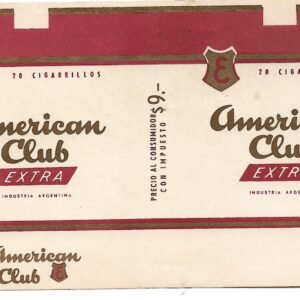 20 CIGARRILLOS
American
Club
EXTRA
INDUSTRIA ARGENTINA
PRECIO AL CONSUMIDOR
CON IMPUESTO
$9.-
E
20 CIGARRILLOS
American
Club
EXTRA
INDUSTRIA ARGENTINA
American
Club
E